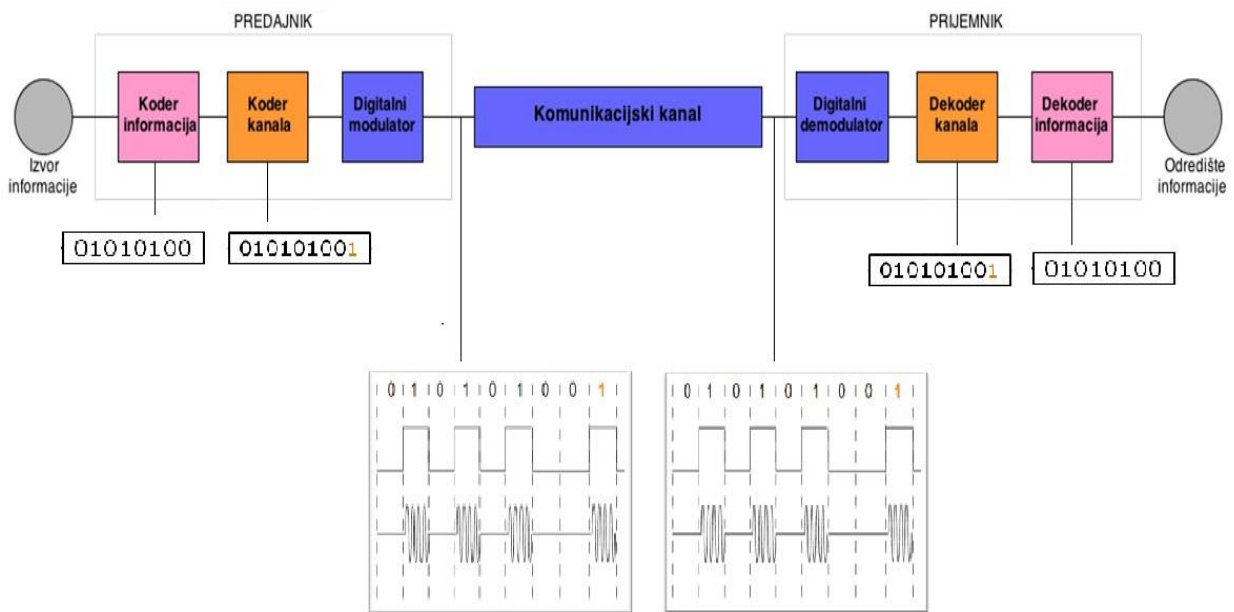 PREDAJNIK
PRIJEMNIK
Izvor
informacije
Koder
informacija
Koder
kanala
Digitalni
modulator
Komunikacijski kanal
Digitalni
demodulator
Dekoder
kanala
Dekoder
informacija
Odredište
informacije
01010100
010101001
010101001
01010100
0 1 0 1 0 1 0 0 1
0 1 0 1 0 1 0 0 1